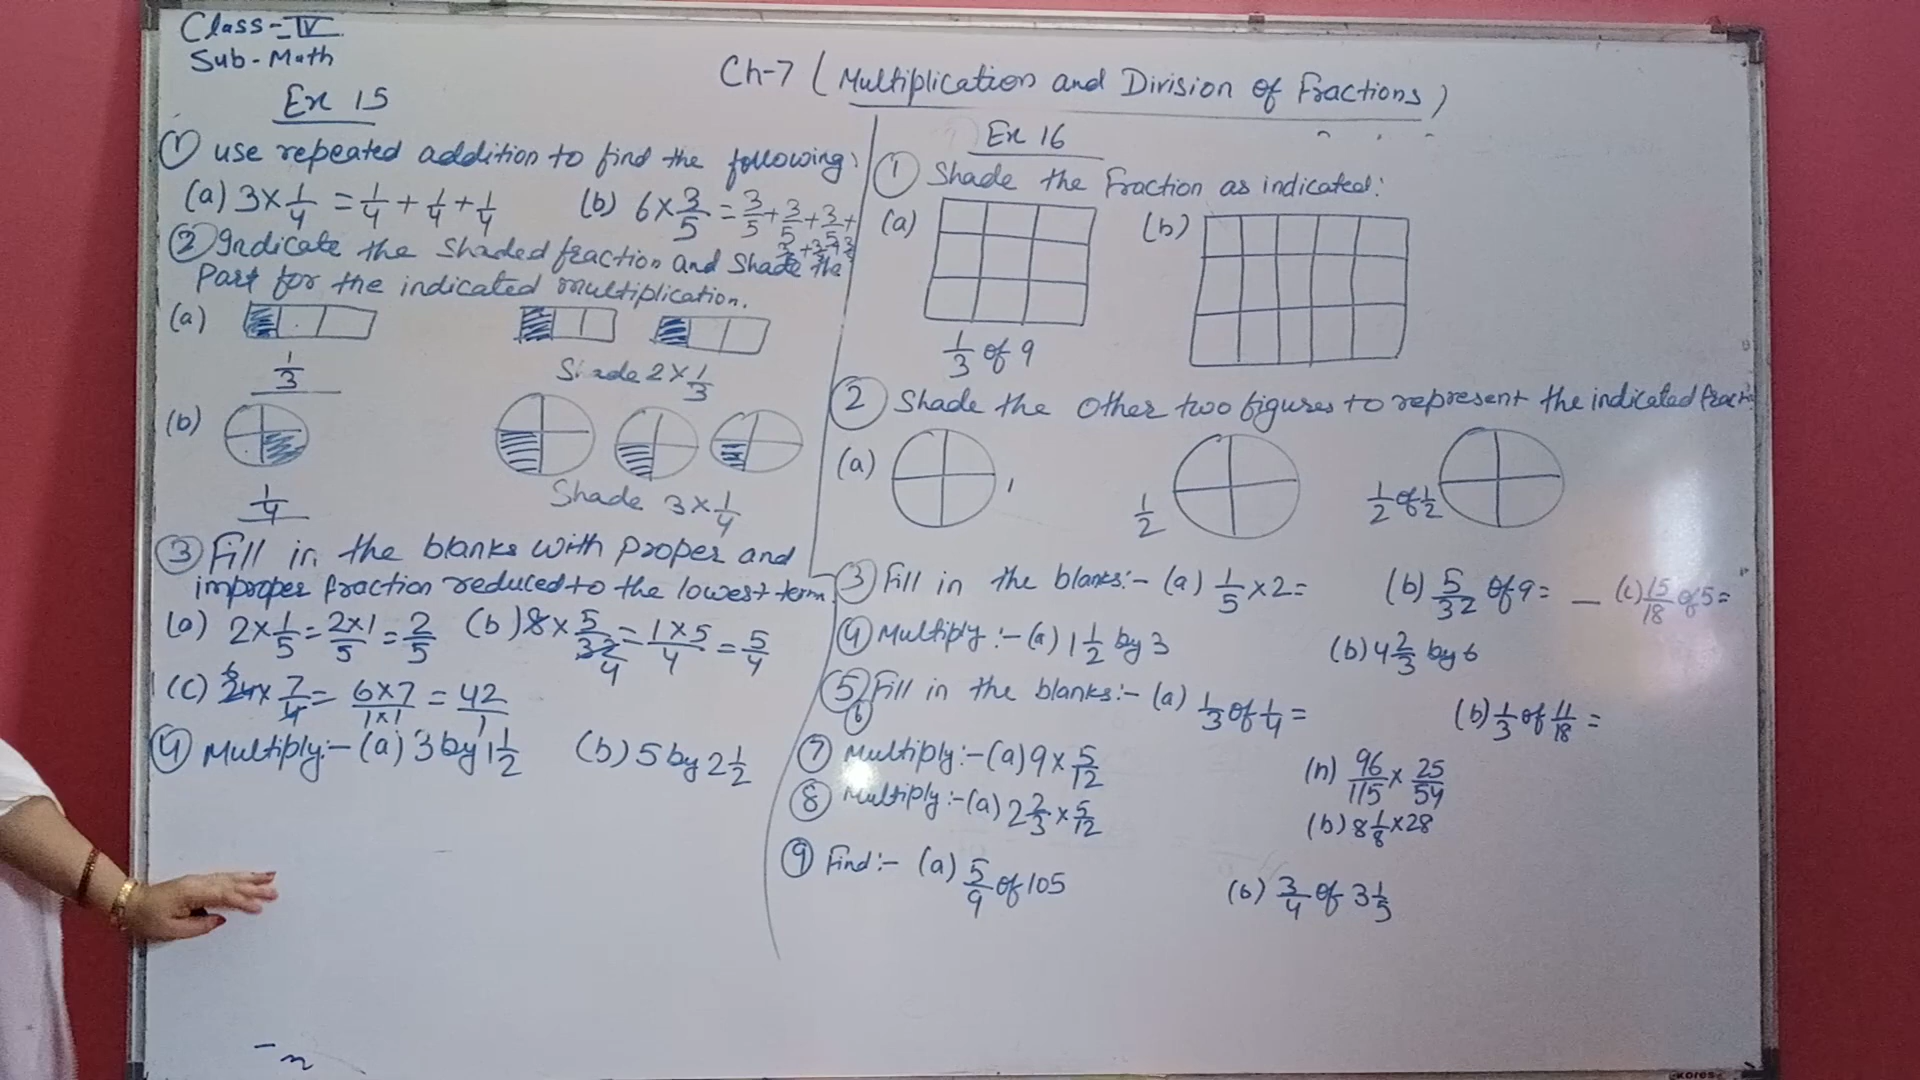 Class-IV
Sub-Math
Ch-7 (Multiplication and Division of Fractions)
Ex 15
① use repeated addition to find the following:
(a) 3×1/4 = 1/4 + 1/4 + 1/4 (b) 6×3/5 = 3/5+3/5+3/5+
3/5+3/5+3/5
② Indicate the shaded fraction and shade the
Part for the indicated multiplication.
(a)
1/3 Shade 2×1/3
(b)
1/4 Shade 3×1/4
③ Fill in the blanks with proper and
improper fraction reduced to the lowest term.
(a) 2×1/5 = 2×1/5 = 2/5 (b) 8×5/32 4 = 1×5/4 = 5/4
(c) 6 24×7/4 = 6×7/1×1 = 42/1
④ Multiply:- (a) 3 by 1 1/2 (b) 5 by 2 1/2
Ex 16
① Shade the Fraction as indicated:
(a) (b)
1/3 of 9
② Shade the other two figures to represent the indicated
(a) 1 1/2 1/2 of 1/2
③ Fill in the blanks:- (a) 1/5×2= (b) 5/32 of 9= _ (c) 15/18 of 5=
④ Multiply:- (a) 1 1/2 by 3 (b) 4 2/3 by 6
⑤ Fill in the blanks:- (a) 1/3 of 1/4 = (b) 1/3 of 11/18 =
⑥
⑦ Multiply:- (a) 9×5/12 (n) 96/115 × 25/54
⑧ Multiply:- (a) 2 2/3 × 5/12 (b) 8 1/8 × 28
⑨ Find:- (a) 5/9 of 105 (b) 3/4 of 3 1/5
kores